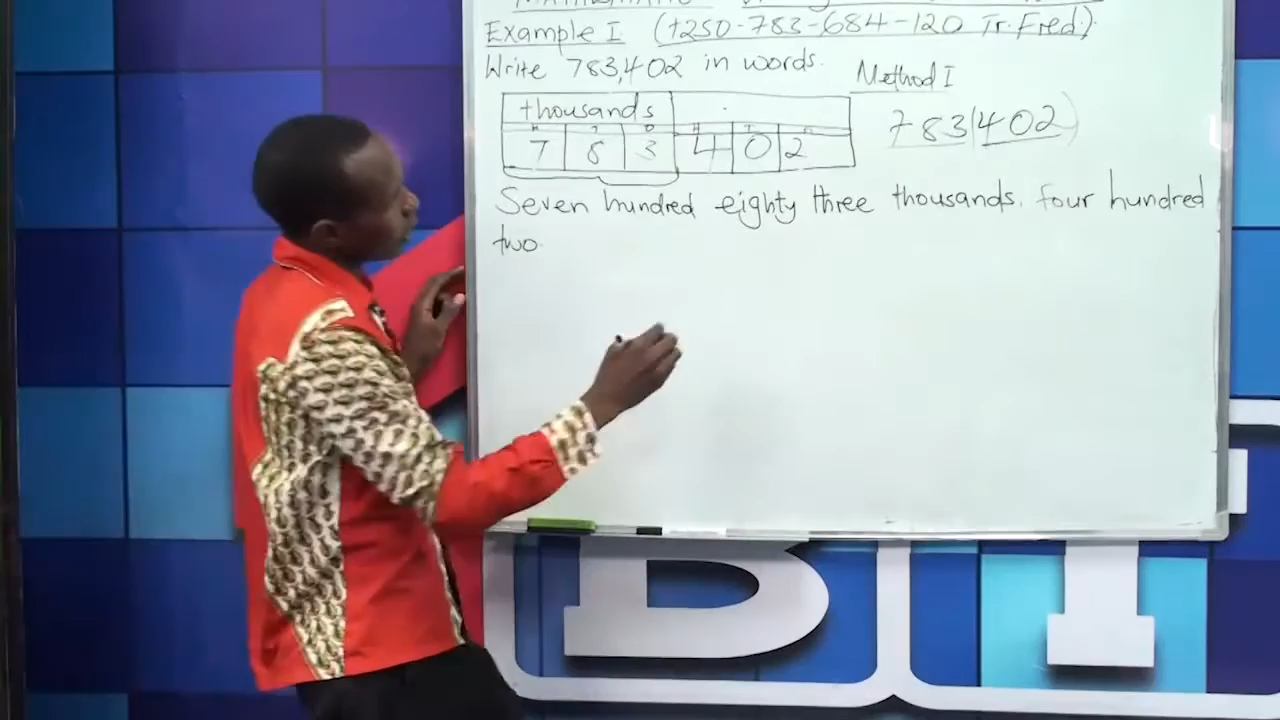 Example I (+250-783-684-120 Tr. Fred).
Write 783,402 in words.
Method I
thousands
H T O H T O
7 8 3 4 0 2
783 402
Seven hundred eighty three thousands. four hundred
two.
B T